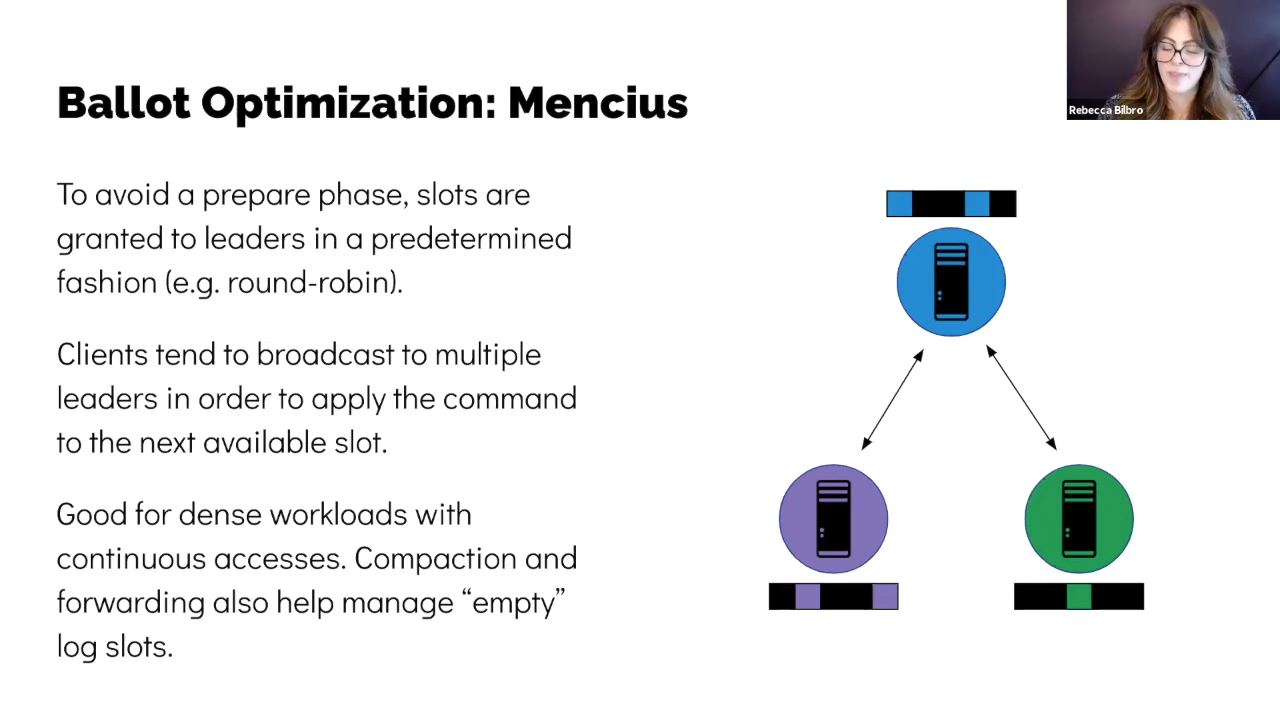 Ballot Optimization: Mencius
Rebecca Bilbro
To avoid a prepare phase, slots are
granted to leaders in a predetermined
fashion (e.g. round-robin).
Clients tend to broadcast to multiple
leaders in order to apply the command
to the next available slot.
Good for dense workloads with
continuous accesses. Compaction and
forwarding also help manage “empty”
log slots.